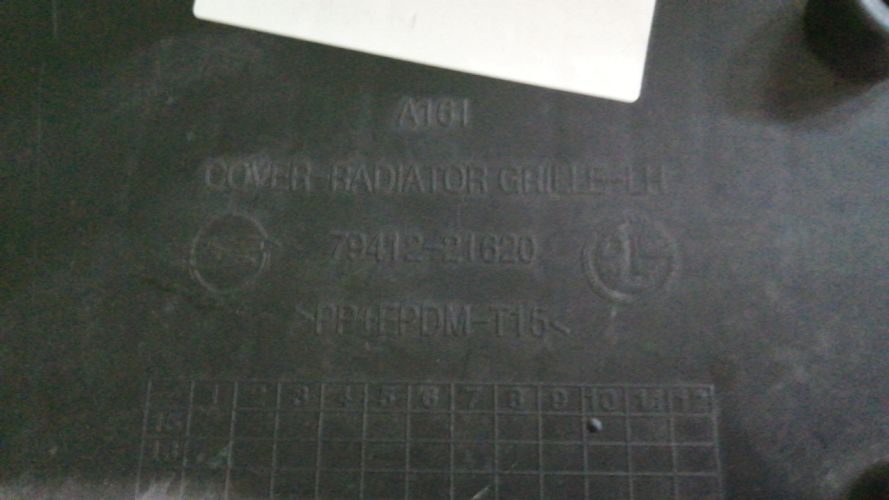 A161
COVER-RADIATOR GRILLE-LH
79412-21620
L
>PP+EPDM-T15<
1 2 3 4 5 6 7 8 9 10 11 12
15